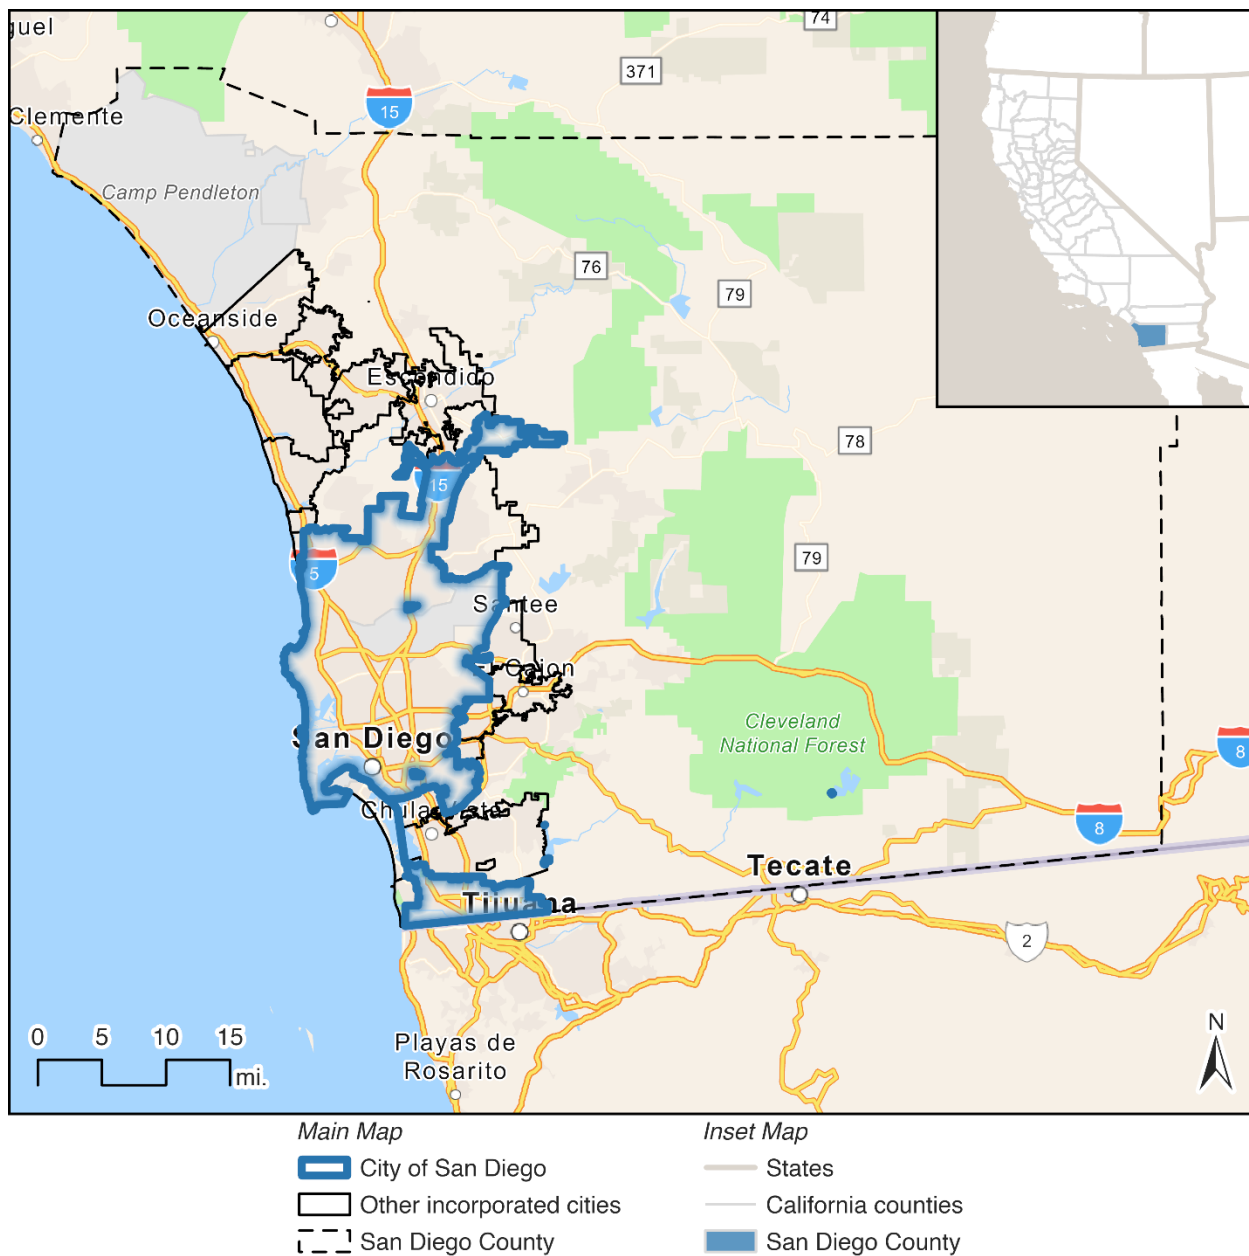 guel
74
371
15
Clemente
Camp Pendleton
76
79
Oceanside
Escondido
78
15
5
79
Santee
El Cajon
Cleveland
National Forest
San Diego
8
Chula Vista
8
Tecate
Tijuana
2
N
0 5 10 15
mi.
Playas de
Rosarito
Main Map
City of San Diego
Other incorporated cities
San Diego County
Inset Map
States
California counties
San Diego County